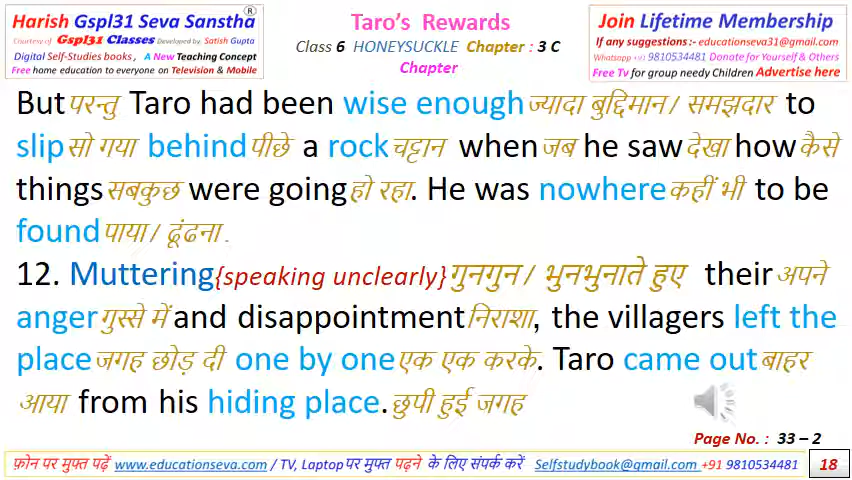 Harish Gspl31 Seva Sanstha ®
Courtesy of Gspl31 Classes Developed by Satish Gupta
Digital Self-Studies books, A New Teaching Concept
Free home education to everyone on Television & Mobile
Taro's Rewards
Class 6 HONEYSUCKLE Chapter : 3 C
Chapter
Join Lifetime Membership
If any suggestions :- educationseva31@gmail.com
Whatsapp +91 9810534481 Donate for Yourself & Others
Free Tv for group needy Children Advertise here
But परन्तु Taro had been wise enough ज्यादा बुद्दिमान / समझदार to
slip सो गया behind पीछे a rock चट्टान when जब he saw देखा how कैसे
things सबकुछ were going हो रहा. He was nowhere कहीं भी to be
found पाया / ढूंढना .
12. Muttering{speaking unclearly} गुनगुन / भुनभुनाते हुए their अपने
anger गुस्से में and disappointment निराशा, the villagers left the
place जगह छोड़ दी one by one एक एक करके. Taro came out बाहर
आया from his hiding place. छुपी हुई जगह
Page No. : 33 – 2
फ़ोन पर मुफ्त पढ़ें www.educationseva.com / TV, Laptop पर मुफ्त पढ़ने के लिए संपर्क करें Selfstudybook@gmail.com +91 9810534481 18